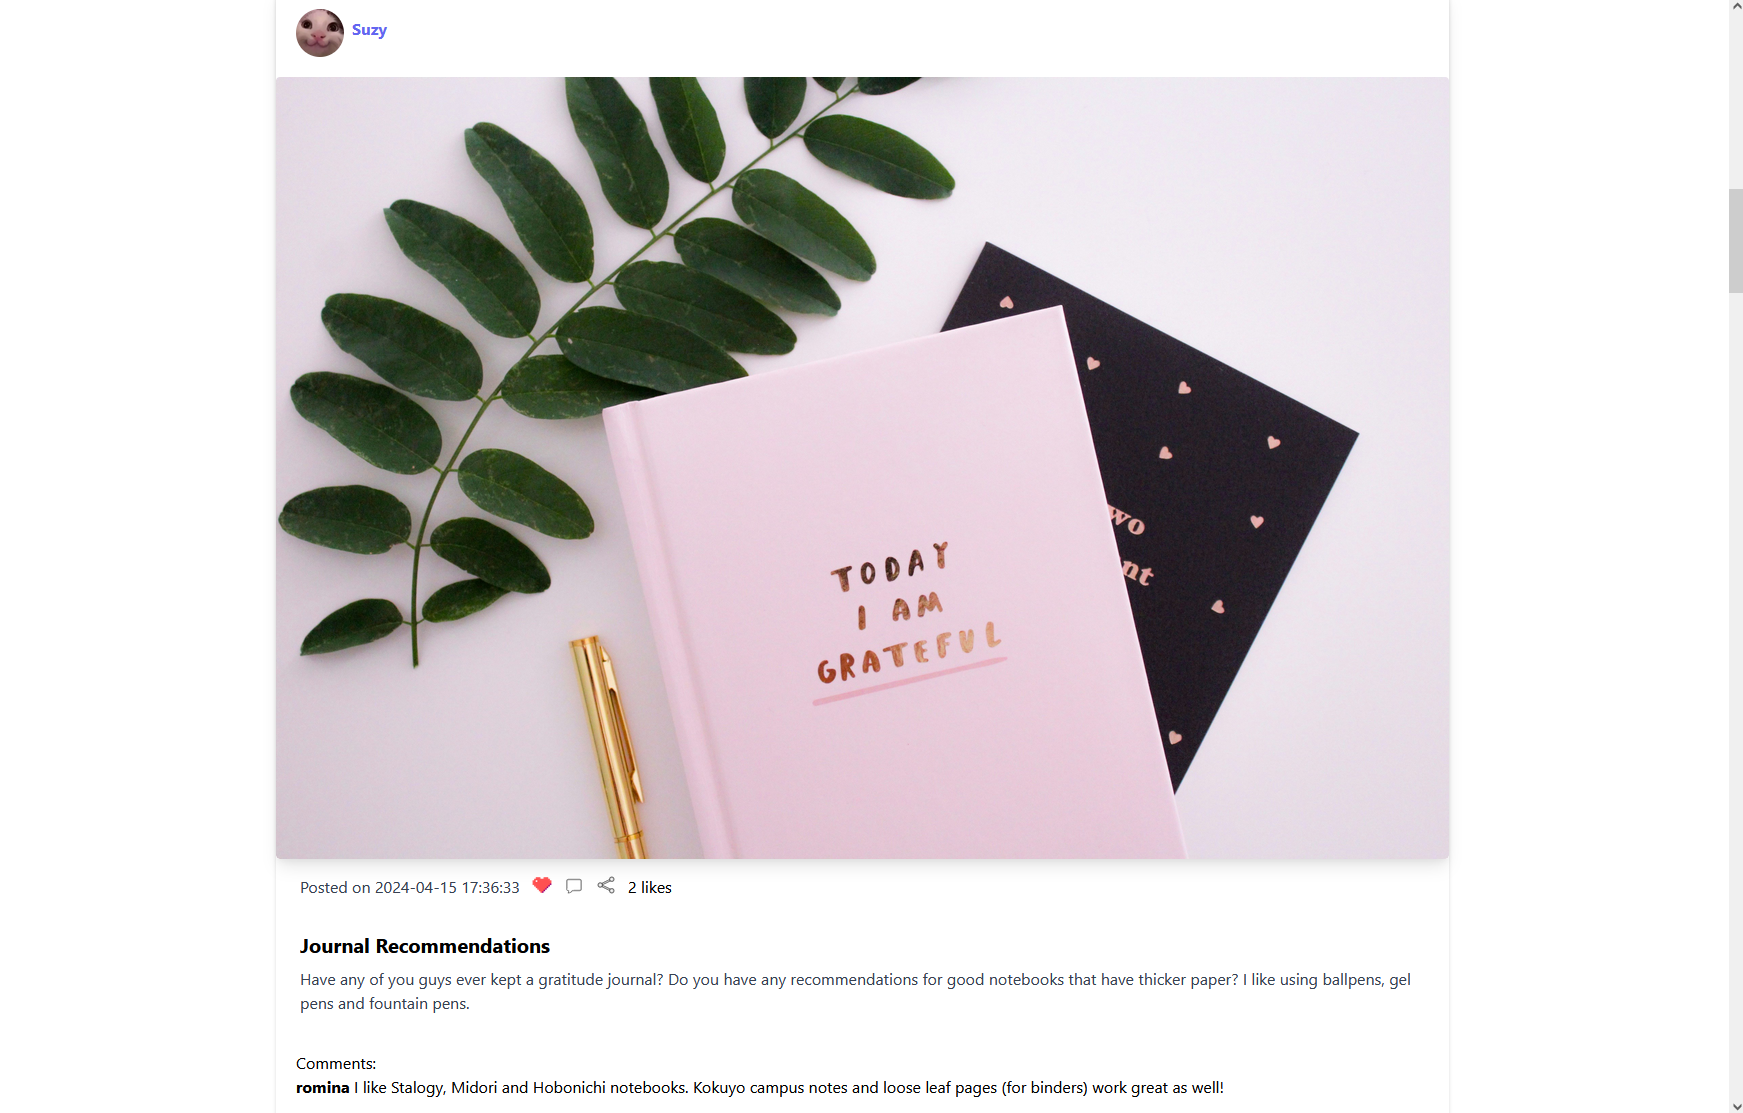 Suzy
TODAY
I AM
GRATEFUL
wo
nt
Posted on 2024-04-15 17:36:33 2 likes
Journal Recommendations
Have any of you guys ever kept a gratitude journal? Do you have any recommendations for good notebooks that have thicker paper? I like using ballpens, gel
pens and fountain pens.
Comments:
romina I like Stalogy, Midori and Hobonichi notebooks. Kokuyo campus notes and loose leaf pages (for binders) work great as well!